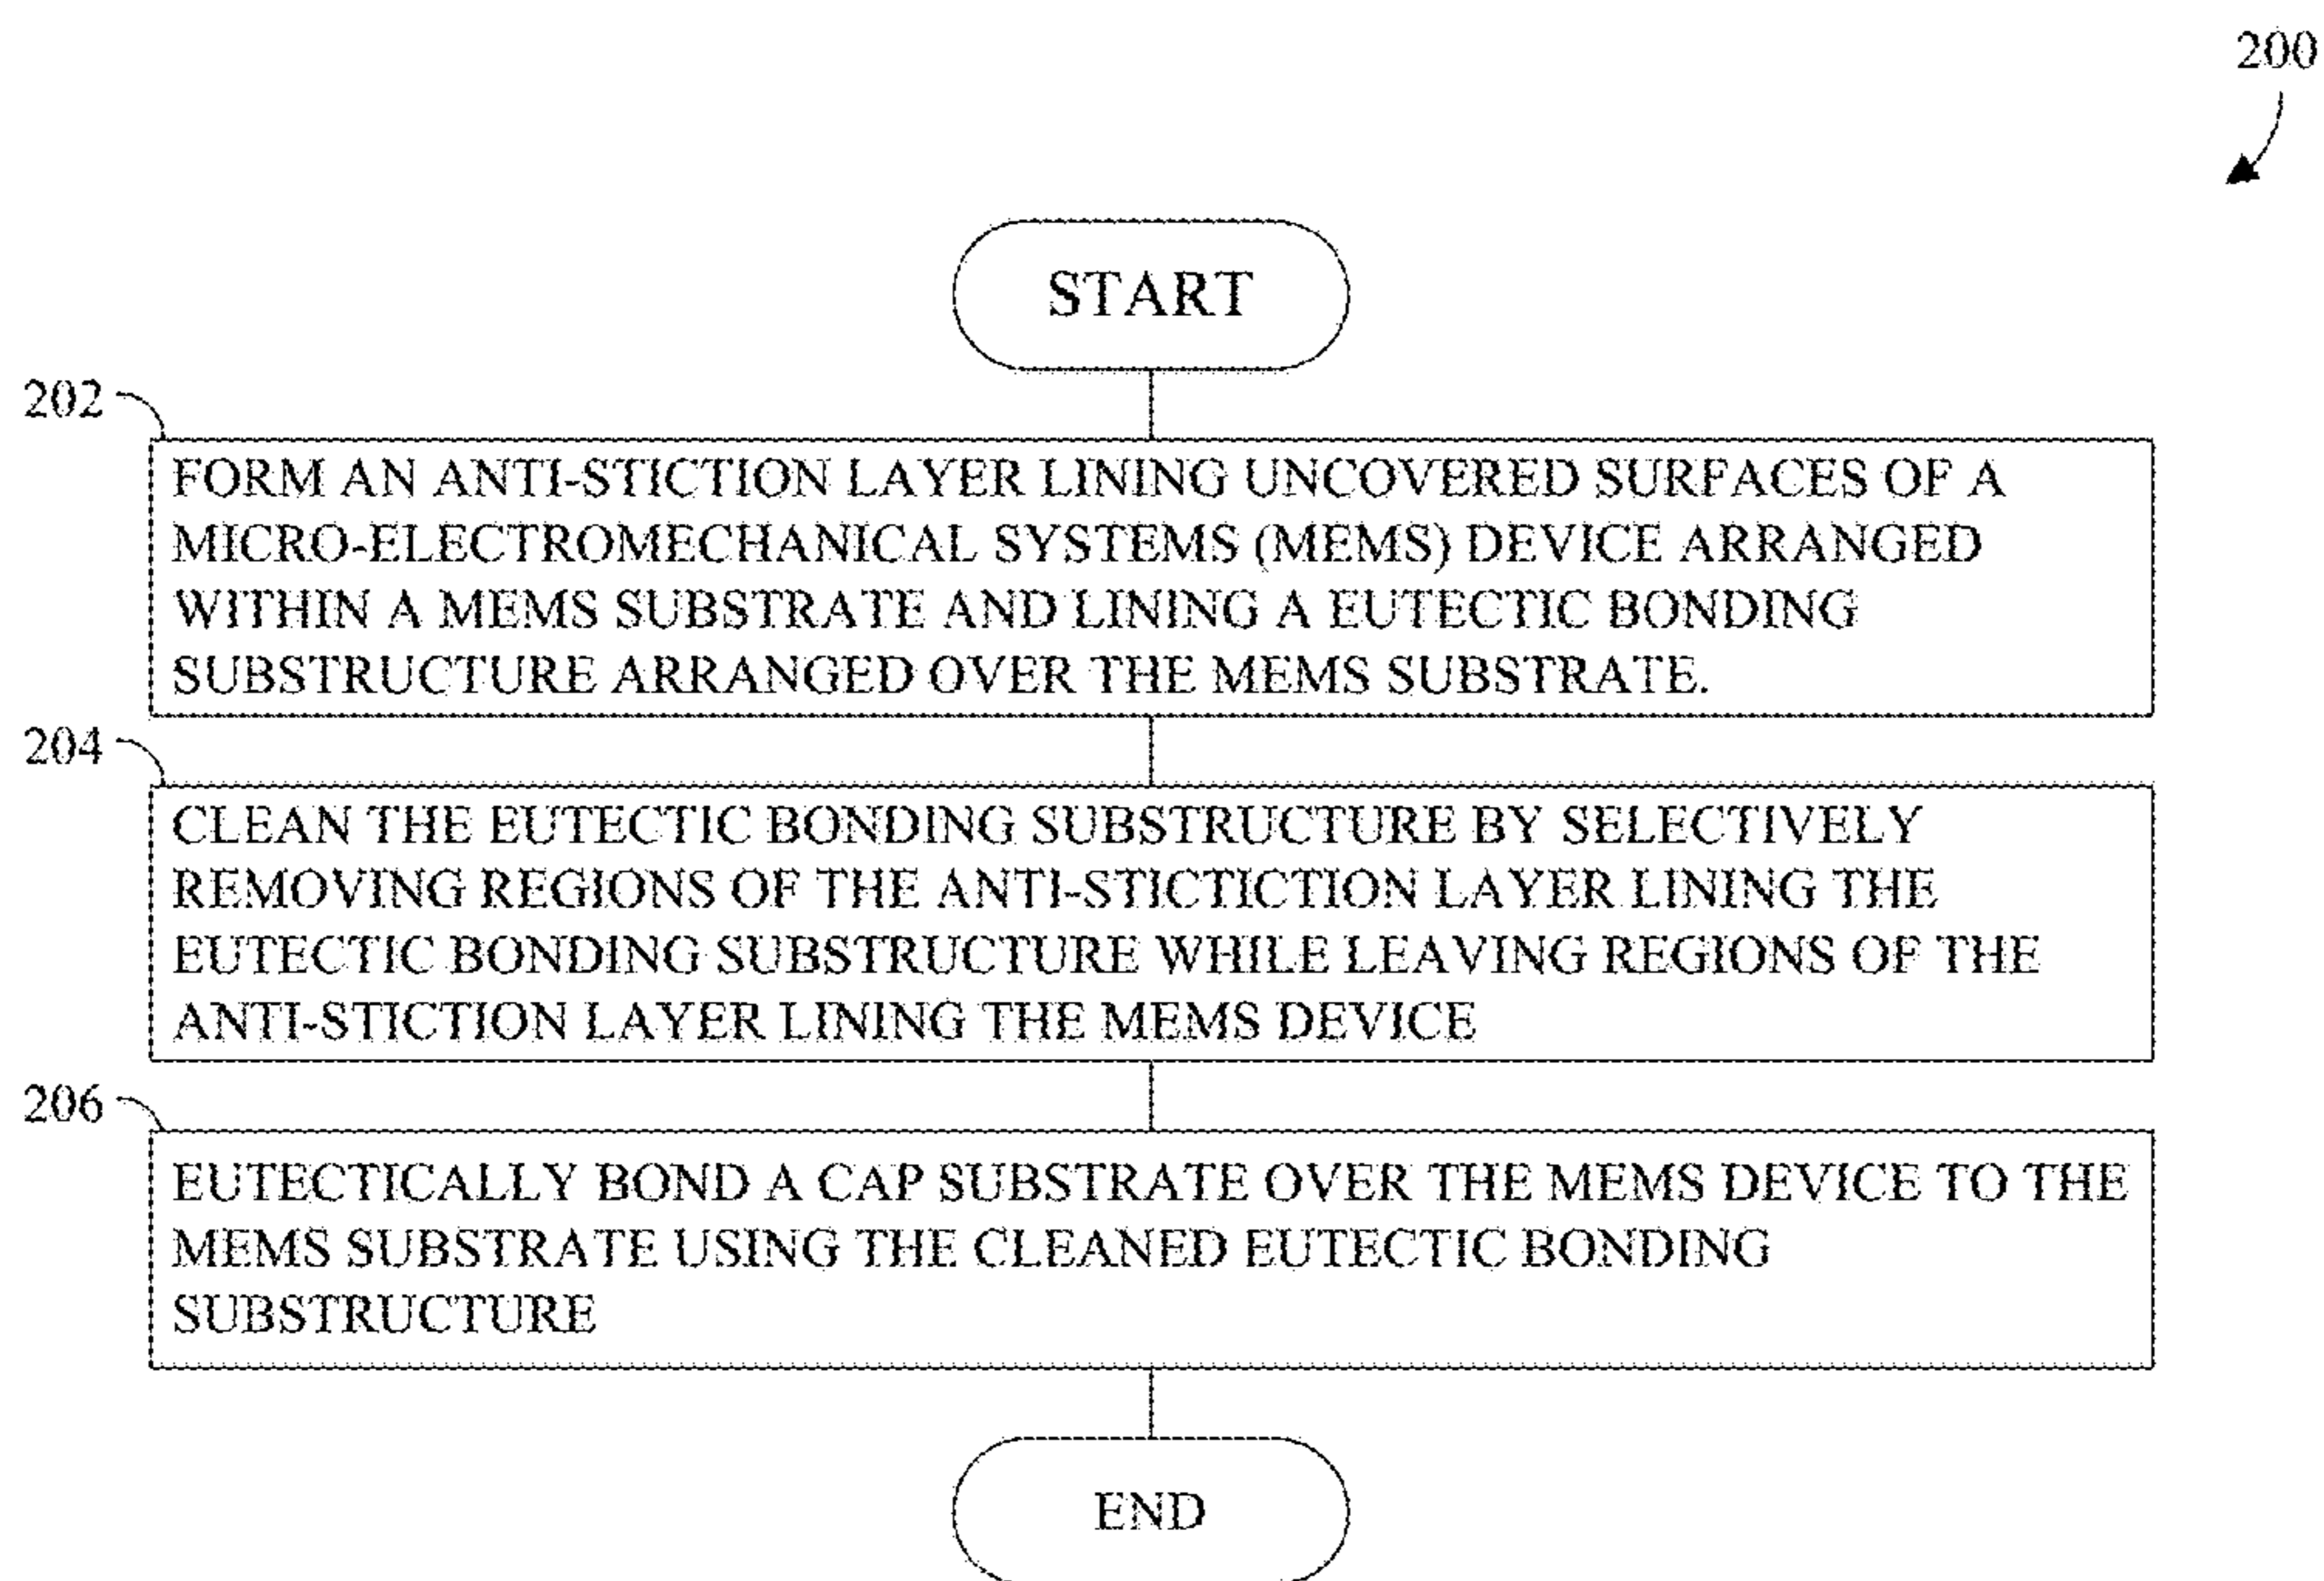 200
START
202
FORM AN ANTI-STICTION LAYER LINING UNCOVERED SURFACES OF A
MICRO-ELECTROMECHANICAL SYSTEMS (MEMS) DEVICE ARRANGED
WITHIN A MEMS SUBSTRATE AND LINING A EUTECTIC BONDING
SUBSTRUCTURE ARRANGED OVER THE MEMS SUBSTRATE.
204
CLEAN THE EUTECTIC BONDING SUBSTRUCTURE BY SELECTIVELY
REMOVING REGIONS OF THE ANTI-STICTICTION LAYER LINING THE
EUTECTIC BONDING SUBSTRUCTURE WHILE LEAVING REGIONS OF THE
ANTI-STICTION LAYER LINING THE MEMS DEVICE
206
EUTECTICALLY BOND A CAP SUBSTRATE OVER THE MEMS DEVICE TO THE
MEMS SUBSTRATE USING THE CLEANED EUTECTIC BONDING
SUBSTRUCTURE
END